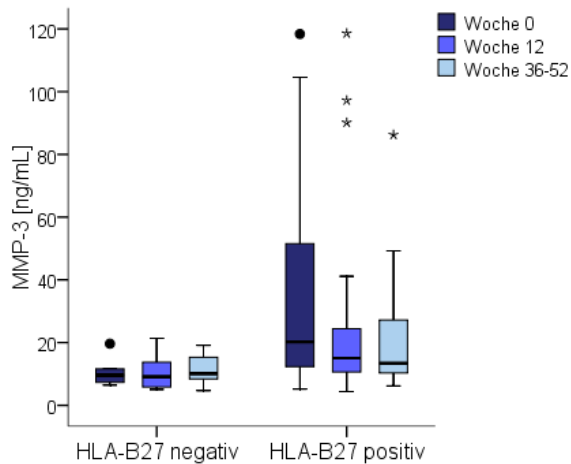 Woche 0
Woche 12
Woche 36-52
MMP-3 [ng/mL]
120
100
80
60
40
20
0
HLA-B27 negativ
HLA-B27 positiv